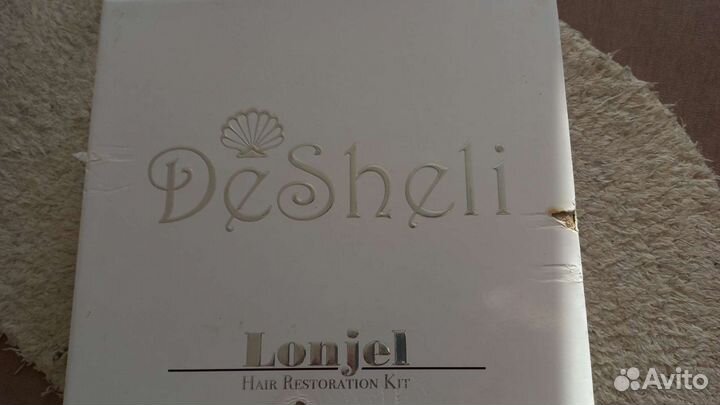 DeSheli
Lonjel
Hair Restoration Kit
Avito